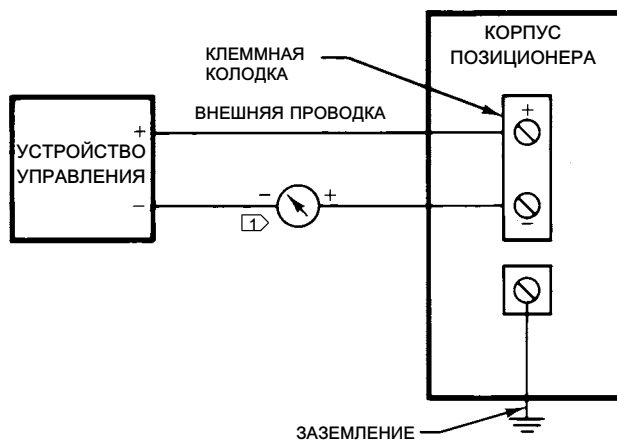 КОРПУС
ПОЗИЦИОНЕРА
КЛЕММНАЯ
КОЛОДКА
ВНЕШНЯЯ ПРОВОДКА
+
+
УСТРОЙСТВО
УПРАВЛЕНИЯ
–
– +
1
–
ЗАЗЕМЛЕНИЕ